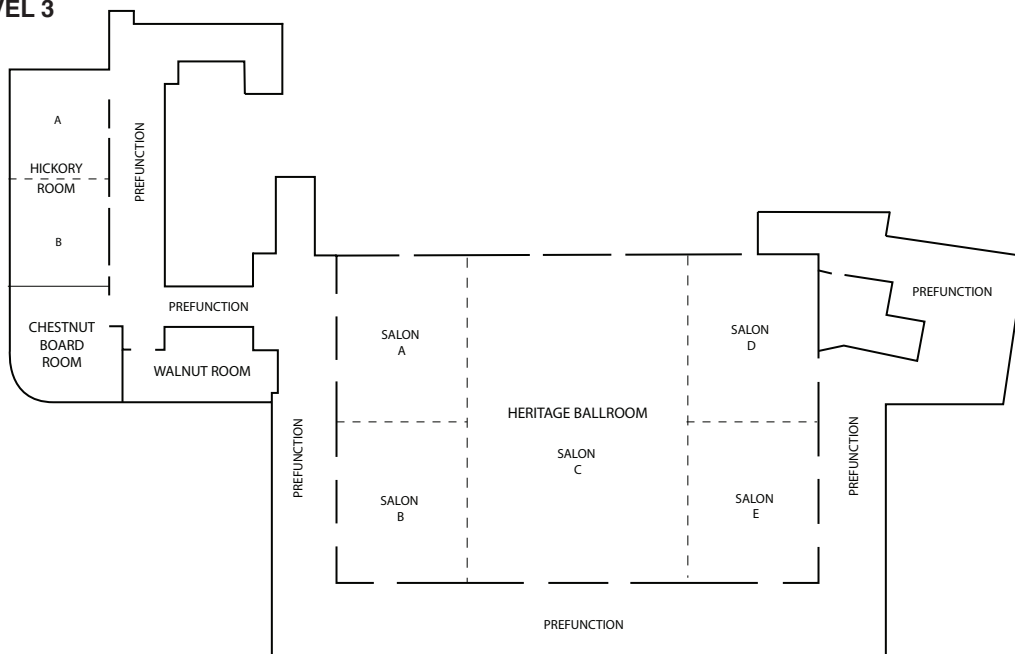 VEL 3
A
HICKORY
ROOM
B
PREFUNCTION
CHESTNUT
BOARD
ROOM
PREFUNCTION
WALNUT ROOM
PREFUNCTION
SALON
A
SALON
B
HERITAGE BALLROOM
SALON
C
SALON
D
SALON
E
PREFUNCTION
PREFUNCTION
PREFUNCTION